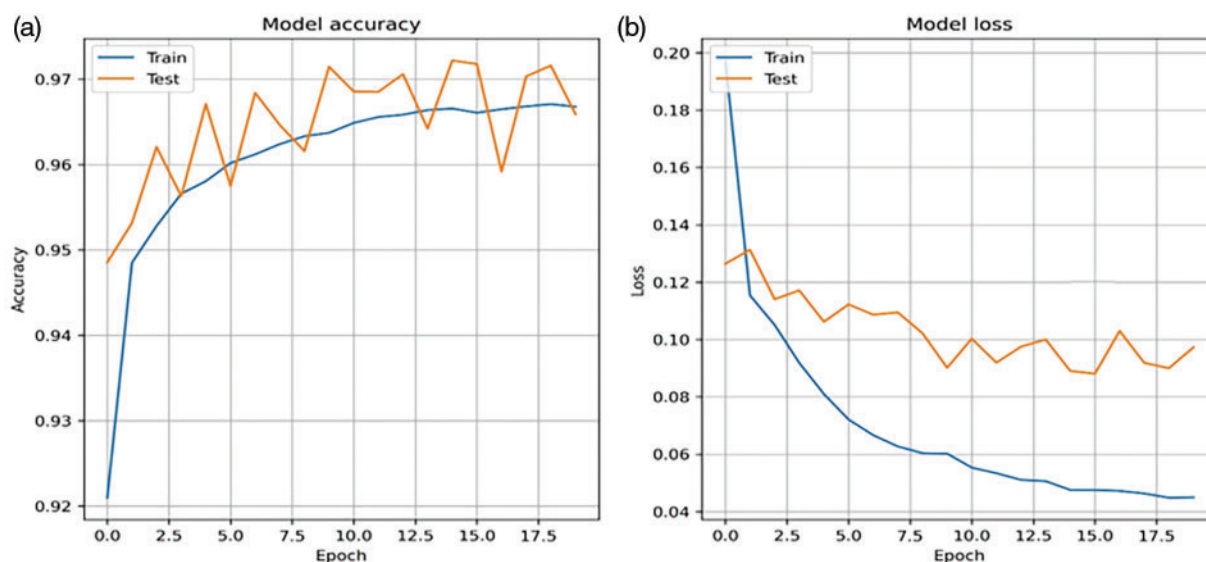 (a)
Model accuracy
Train
Test
0.97
0.96
0.95
0.94
0.93
0.92
Accuracy
0.0 2.5 5.0 7.5 10.0 12.5 15.0 17.5
Epoch
(b)
Model loss
Train
Test
0.20
0.18
0.16
0.14
0.12
0.10
0.08
0.06
0.04
Loss
0.0 2.5 5.0 7.5 10.0 12.5 15.0 17.5
Epoch